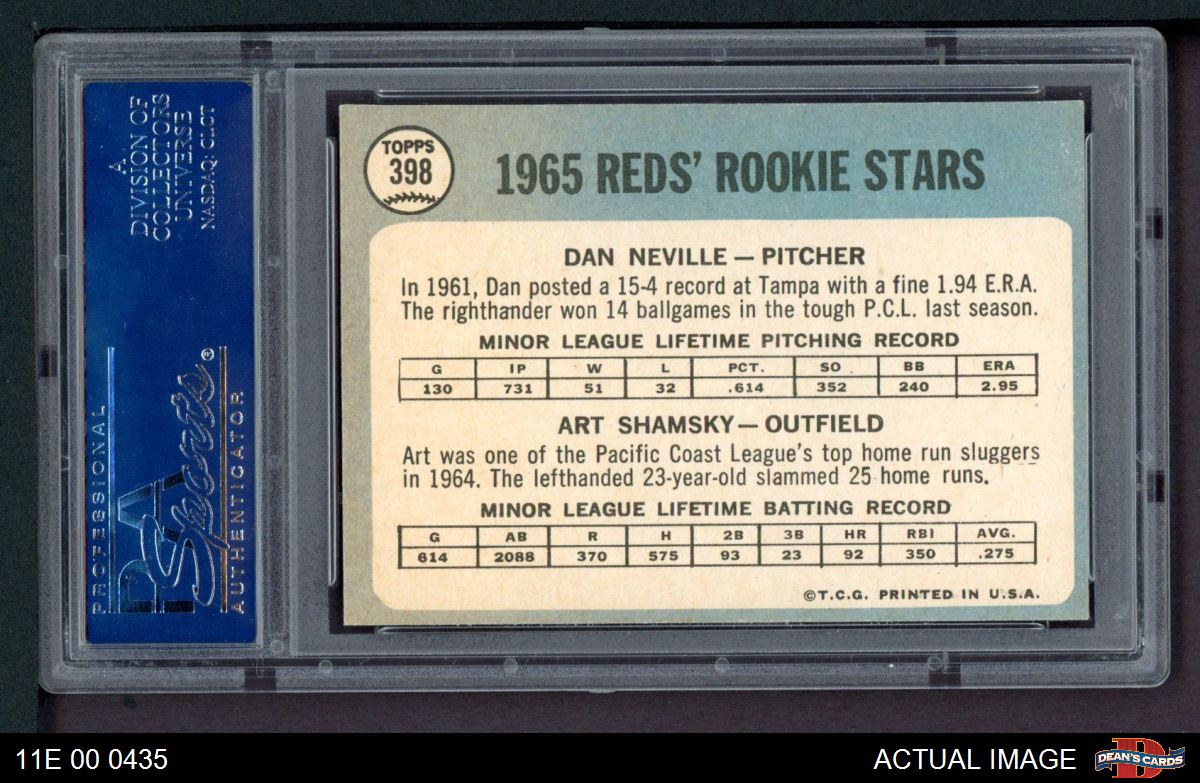 A
DIVISION OF
COLLECTORS
UNIVERSE
NASDAQ: CLCT
PROFESSIONAL
PSA
Sports®
AUTHENTICATOR
TOPPS
398
1965 REDS' ROOKIE STARS
DAN NEVILLE — PITCHER
In 1961, Dan posted a 15-4 record at Tampa with a fine 1.94 E.R.A.
The righthander won 14 ballgames in the tough P.C.L. last season.
MINOR LEAGUE LIFETIME PITCHING RECORD
G IP W L PCT. SO BB ERA
130 731 51 32 .614 352 240 2.95
ART SHAMSKY — OUTFIELD
Art was one of the Pacific Coast League's top home run sluggers
in 1964. The lefthanded 23-year-old slammed 25 home runs.
MINOR LEAGUE LIFETIME BATTING RECORD
G AB R H 2B 3B HR RBI AVG.
614 2088 370 575 93 23 92 350 .275
©T.C.G. PRINTED IN U.S.A.
11E 00 0435
ACTUAL IMAGE
DEAN'S CARDS